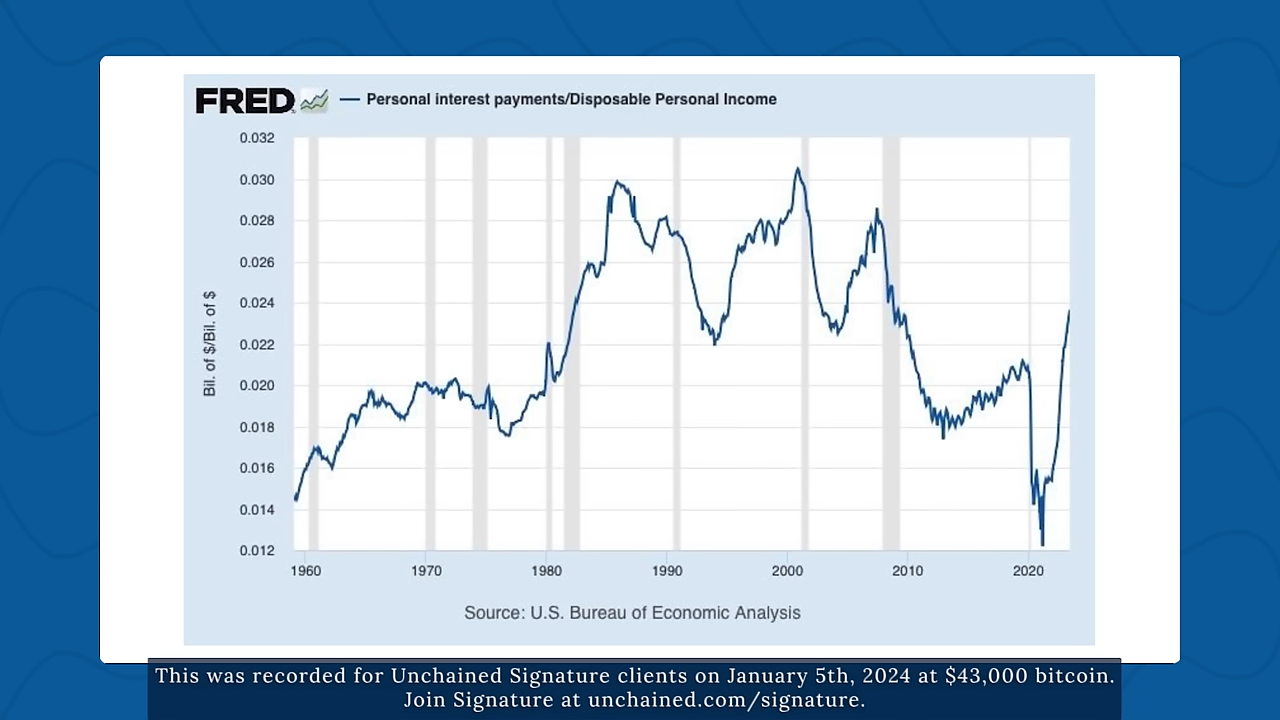 FRED Personal interest payments/Disposable Personal Income
0.032
0.030
0.028
0.026
0.024
0.022
0.020
0.018
0.016
0.014
0.012
Bil. of $/Bil. of $
1960 1970 1980 1990 2000 2010 2020
Source: U.S. Bureau of Economic Analysis
This was recorded for Unchained Signature clients on January 5th, 2024 at $43,000 bitcoin.
Join Signature at unchained.com/signature.